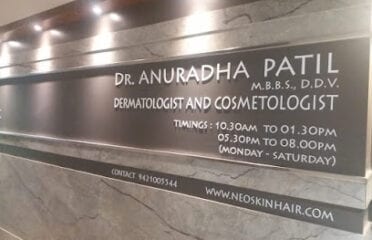 DR. ANURADHA PATIL
M.B.B.S., D.D.V.
DERMATOLOGIST AND COSMETOLOGIST
TIMINGS : 10.30AM TO 01.30PM
05.30PM TO 08.00PM
(MONDAY - SATURDAY)
CONTACT 9421005544
WWW.NEOSKINHAIR.COM